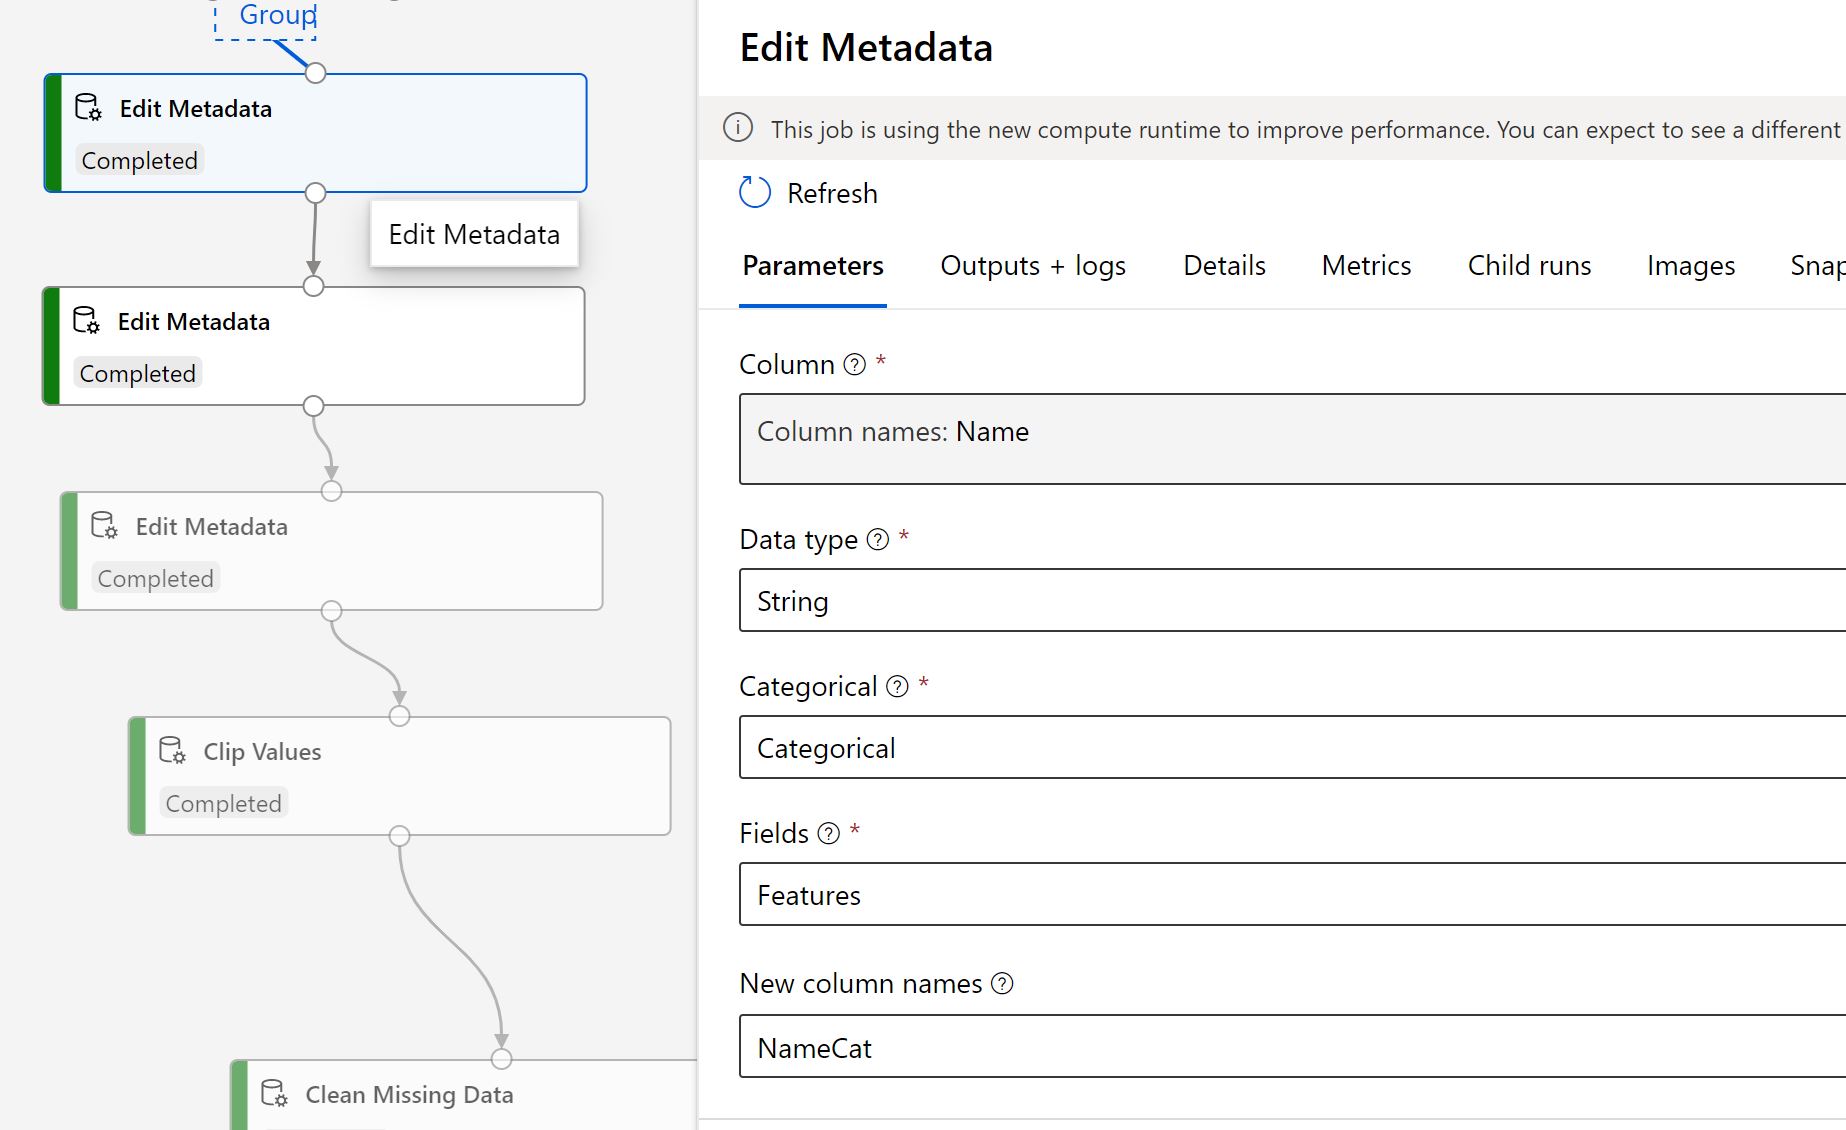 Group
Edit Metadata
Completed
Edit Metadata
Edit Metadata
Completed
Edit Metadata
Completed
Clip Values
Completed
Clean Missing Data
Edit Metadata
This job is using the new compute runtime to improve performance. You can expect to see a different
Refresh
Parameters Outputs + logs Details Metrics Child runs Images Snap
Column *
Column names: Name
Data type *
String
Categorical *
Categorical
Fields *
Features
New column names
NameCat